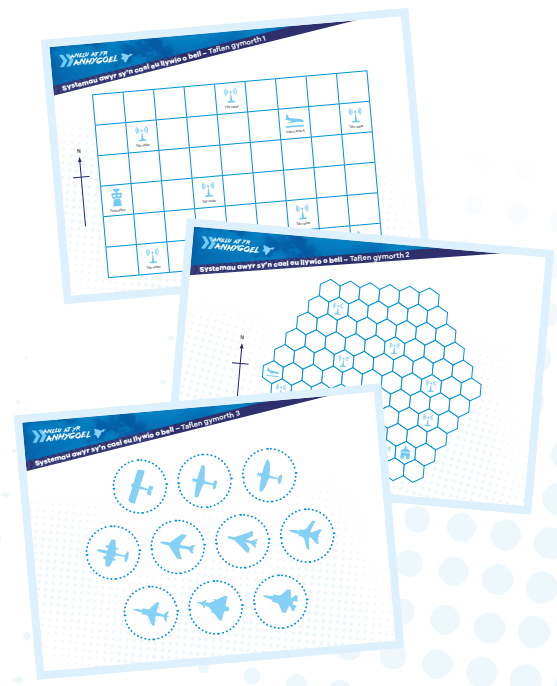 ANELU AT YR
ANHYGOEL
Systemau awyr sy'n cael eu llywio o bell – Taflen gymorth 1
N
ANELU AT YR
ANHYGOEL
Systemau awyr sy'n cael eu llywio o bell – Taflen gymorth 2
N
ANELU AT YR
ANHYGOEL
Systemau awyr sy'n cael eu llywio o bell – Taflen gymorth 3